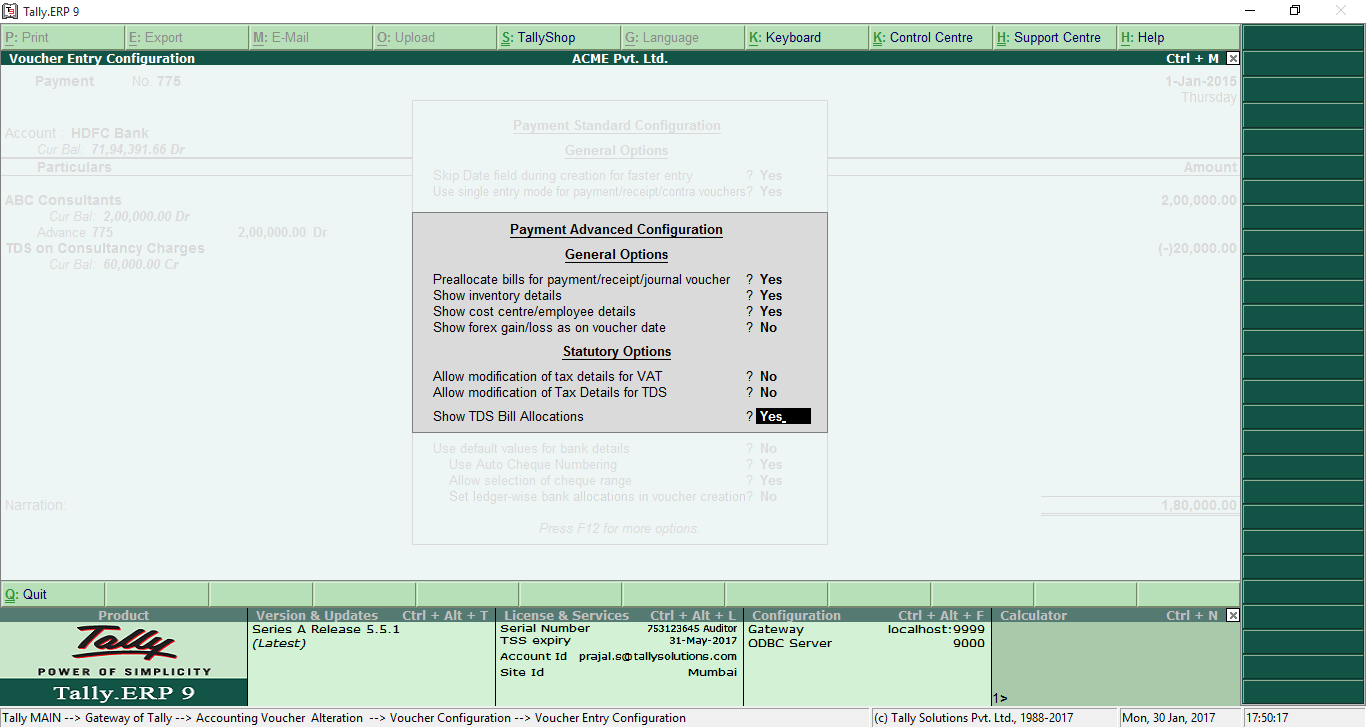 Tally.ERP 9
P: Print E: Export M: E-Mail O: Upload S: TallyShop G: Language K: Keyboard K: Control Centre H: Support Centre H: Help
Voucher Entry Configuration ACME Pvt. Ltd. Ctrl + M
Payment No. 775 1-Jan-2015
Thursday
Account : HDFC Bank
Cur Bal: 71,94,391.66 Dr
Particulars Amount
ABC Consultants 2,00,000.00
Cur Bal: 2,00,000.00 Dr
Advance 775 2,00,000.00 Dr
TDS on Consultancy Charges (-)20,000.00
Cur Bal: 60,000.00 Cr
Payment Standard Configuration
General Options
Skip Date field during creation for faster entry ? Yes
Use single entry mode for payment/receipt/contra vouchers? Yes
Payment Advanced Configuration
General Options
Preallocate bills for payment/receipt/journal voucher ? Yes
Show inventory details ? Yes
Show cost centre/employee details ? Yes
Show forex gain/loss as on voucher date ? No
Statutory Options
Allow modification of tax details for VAT ? No
Allow modification of Tax Details for TDS ? No
Show TDS Bill Allocations ? Yes
Use default values for bank details ? No
Use Auto Cheque Numbering ? Yes
Allow selection of cheque range ? Yes
Set ledger-wise bank allocations in voucher creation? No
Press F12 for more options.
Narration: 1,80,000.00
Q: Quit
Product
Tally
POWER OF SIMPLICITY
Tally.ERP 9
Version & Updates Ctrl + Alt + T
Series A Release 5.5.1
(Latest)
License & Services Ctrl + Alt + L
Serial Number 753123645 Auditor
TSS expiry 31-May-2017
Account Id prajal.s@tallysolutions.com
Site Id Mumbai
Configuration Ctrl + Alt + F
Gateway localhost:9999
ODBC Server 9000
Calculator Ctrl + N
1>
Tally MAIN --> Gateway of Tally --> Accounting Voucher Alteration --> Voucher Configuration --> Voucher Entry Configuration (c) Tally Solutions Pvt. Ltd., 1988-2017 Mon, 30 Jan, 2017 17:50:17